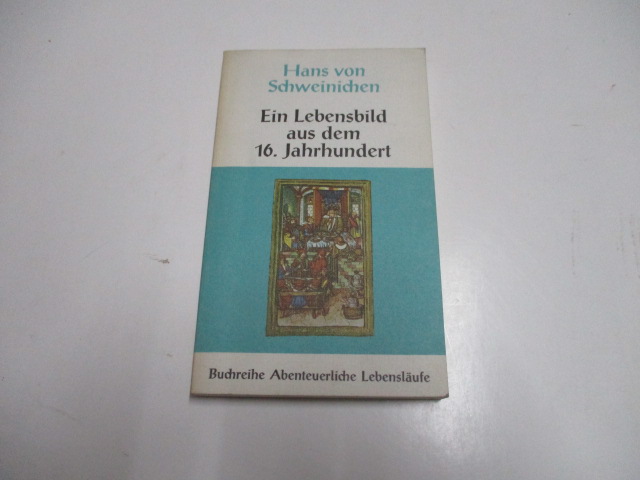 Hans von
Schweinichen
Ein Lebensbild
aus dem
16. Jahrhundert
Buchreihe Abenteuerliche Lebensläufe